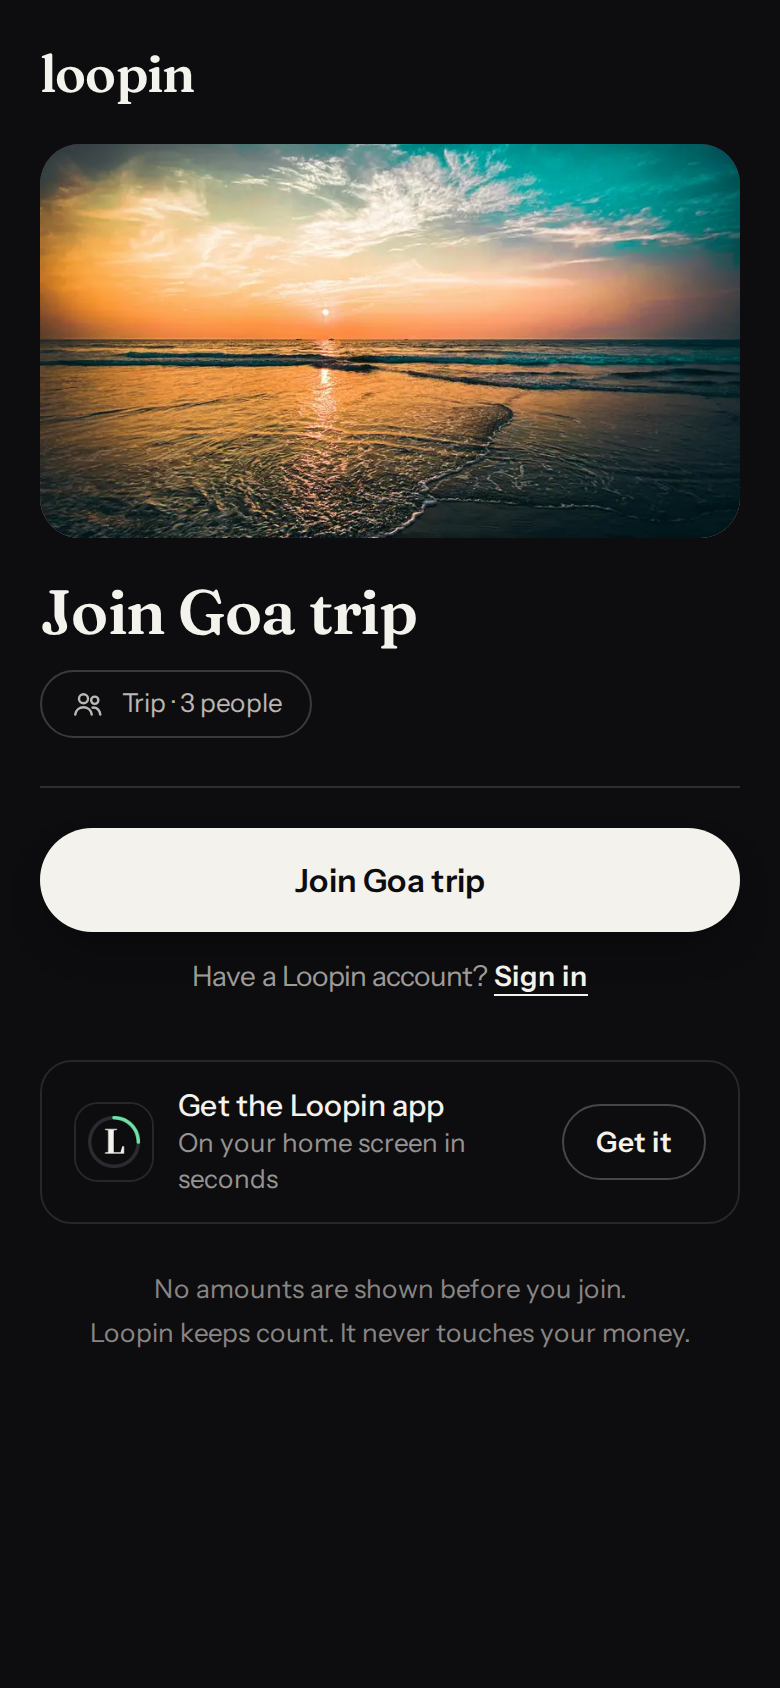 loopin
Join Goa trip
Trip · 3 people
Join Goa trip
Have a Loopin account? Sign in
L
Get the Loopin app
On your home screen in
seconds
Get it
No amounts are shown before you join.
Loopin keeps count. It never touches your money.